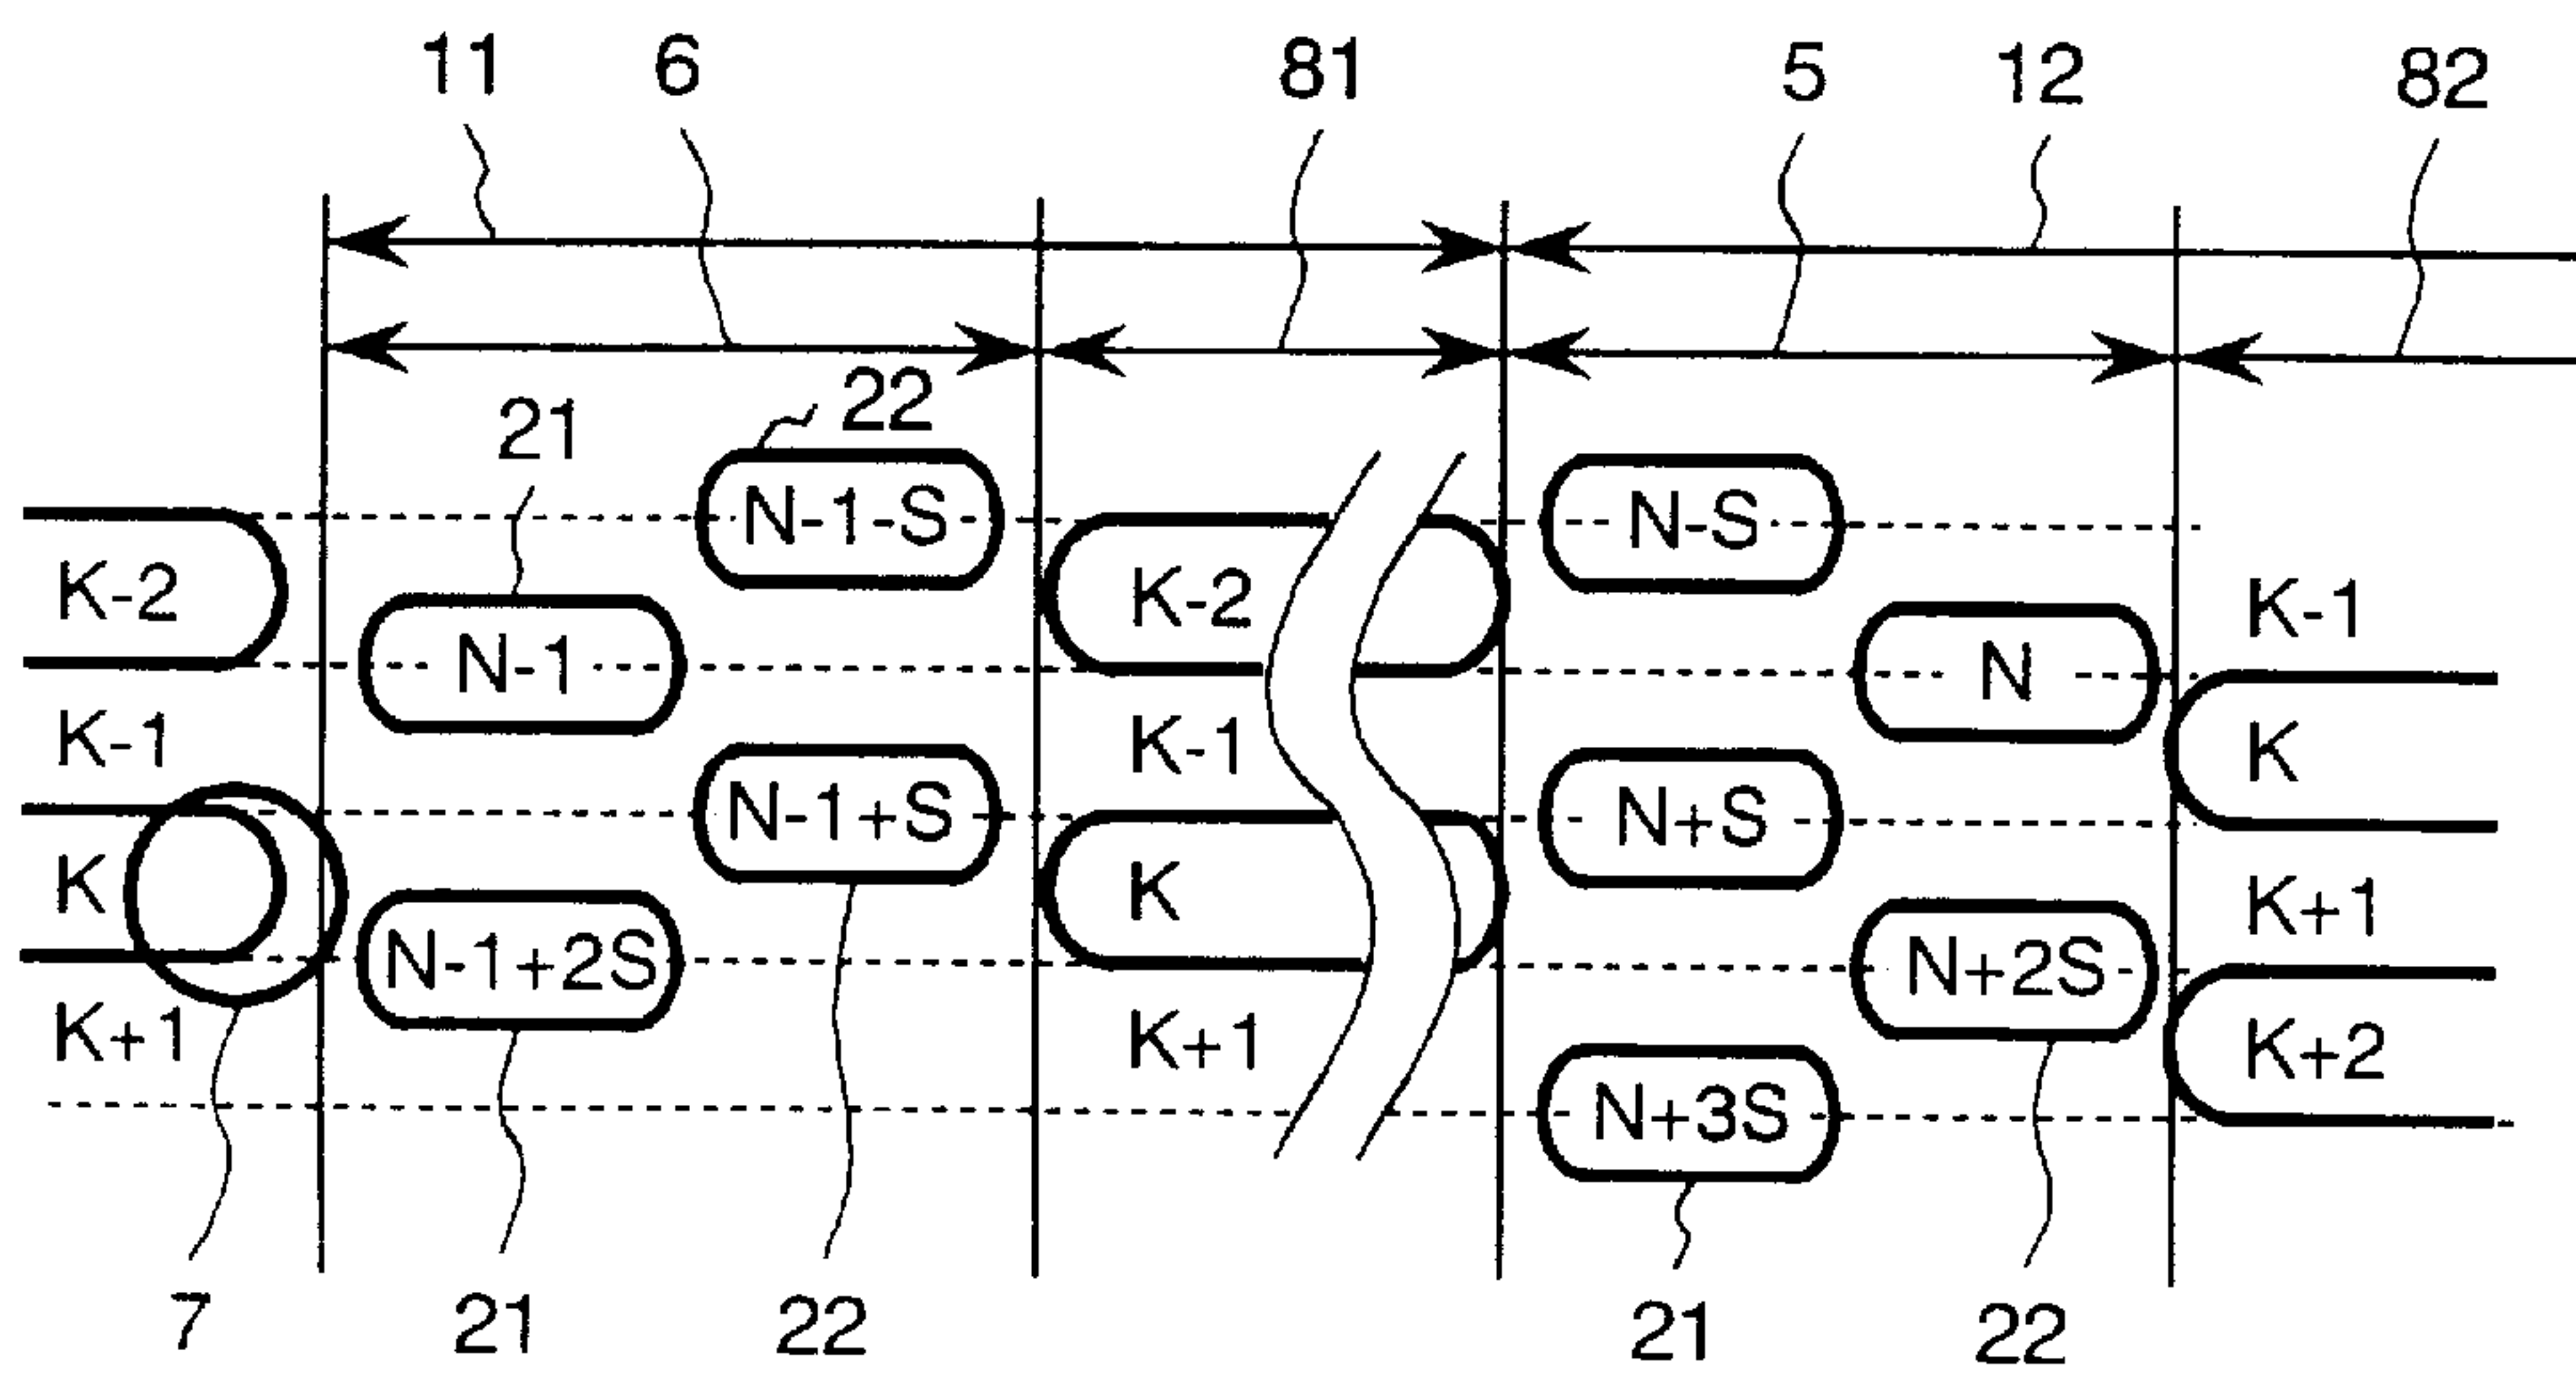 11 6 81 5 12 82
21 22
N-1-S N-S
K-2 K-2 K-1
N-1 N
K-1 K-1 K
N-1+S N+S
K K K+1
N-1+2S N+2S
K+1 K+1 K+2
N+3S
7 21 22 21 22